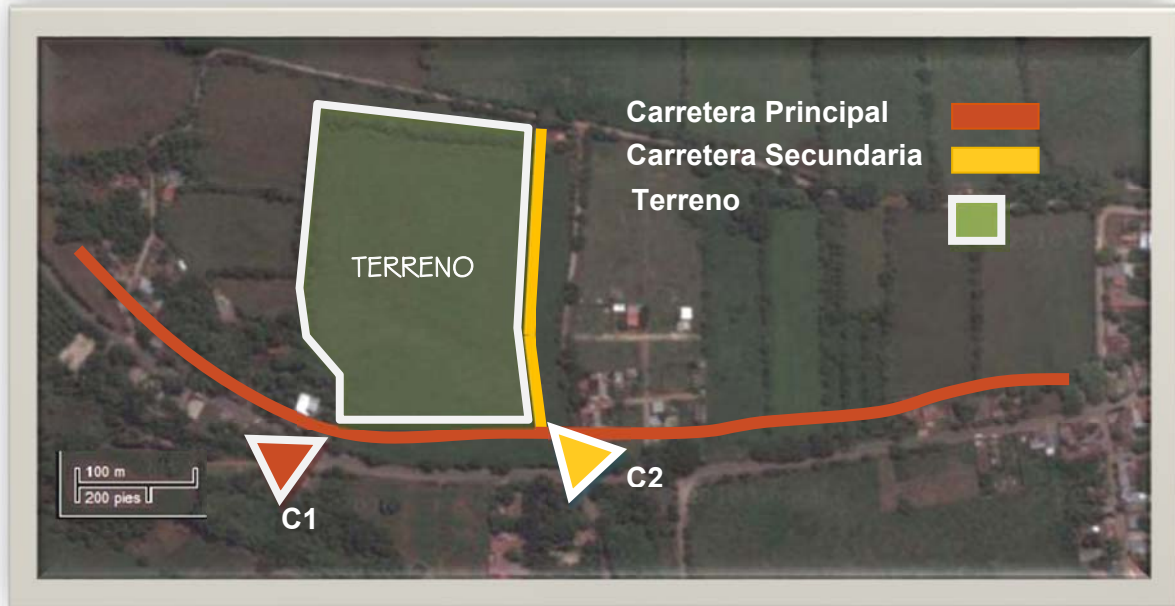 Carretera Principal
Carretera Secundaria
Terreno
TERRENO
C2
100 m
200 pies
C1